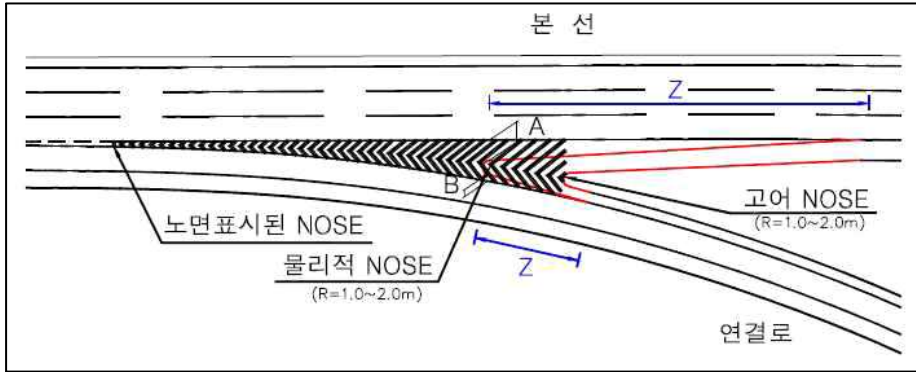 본 선
Z
A
B
고어 NOSE
(R=1.0~2.0m)
노면표시된 NOSE
물리적 NOSE
(R=1.0~2.0m)
Z
연결로